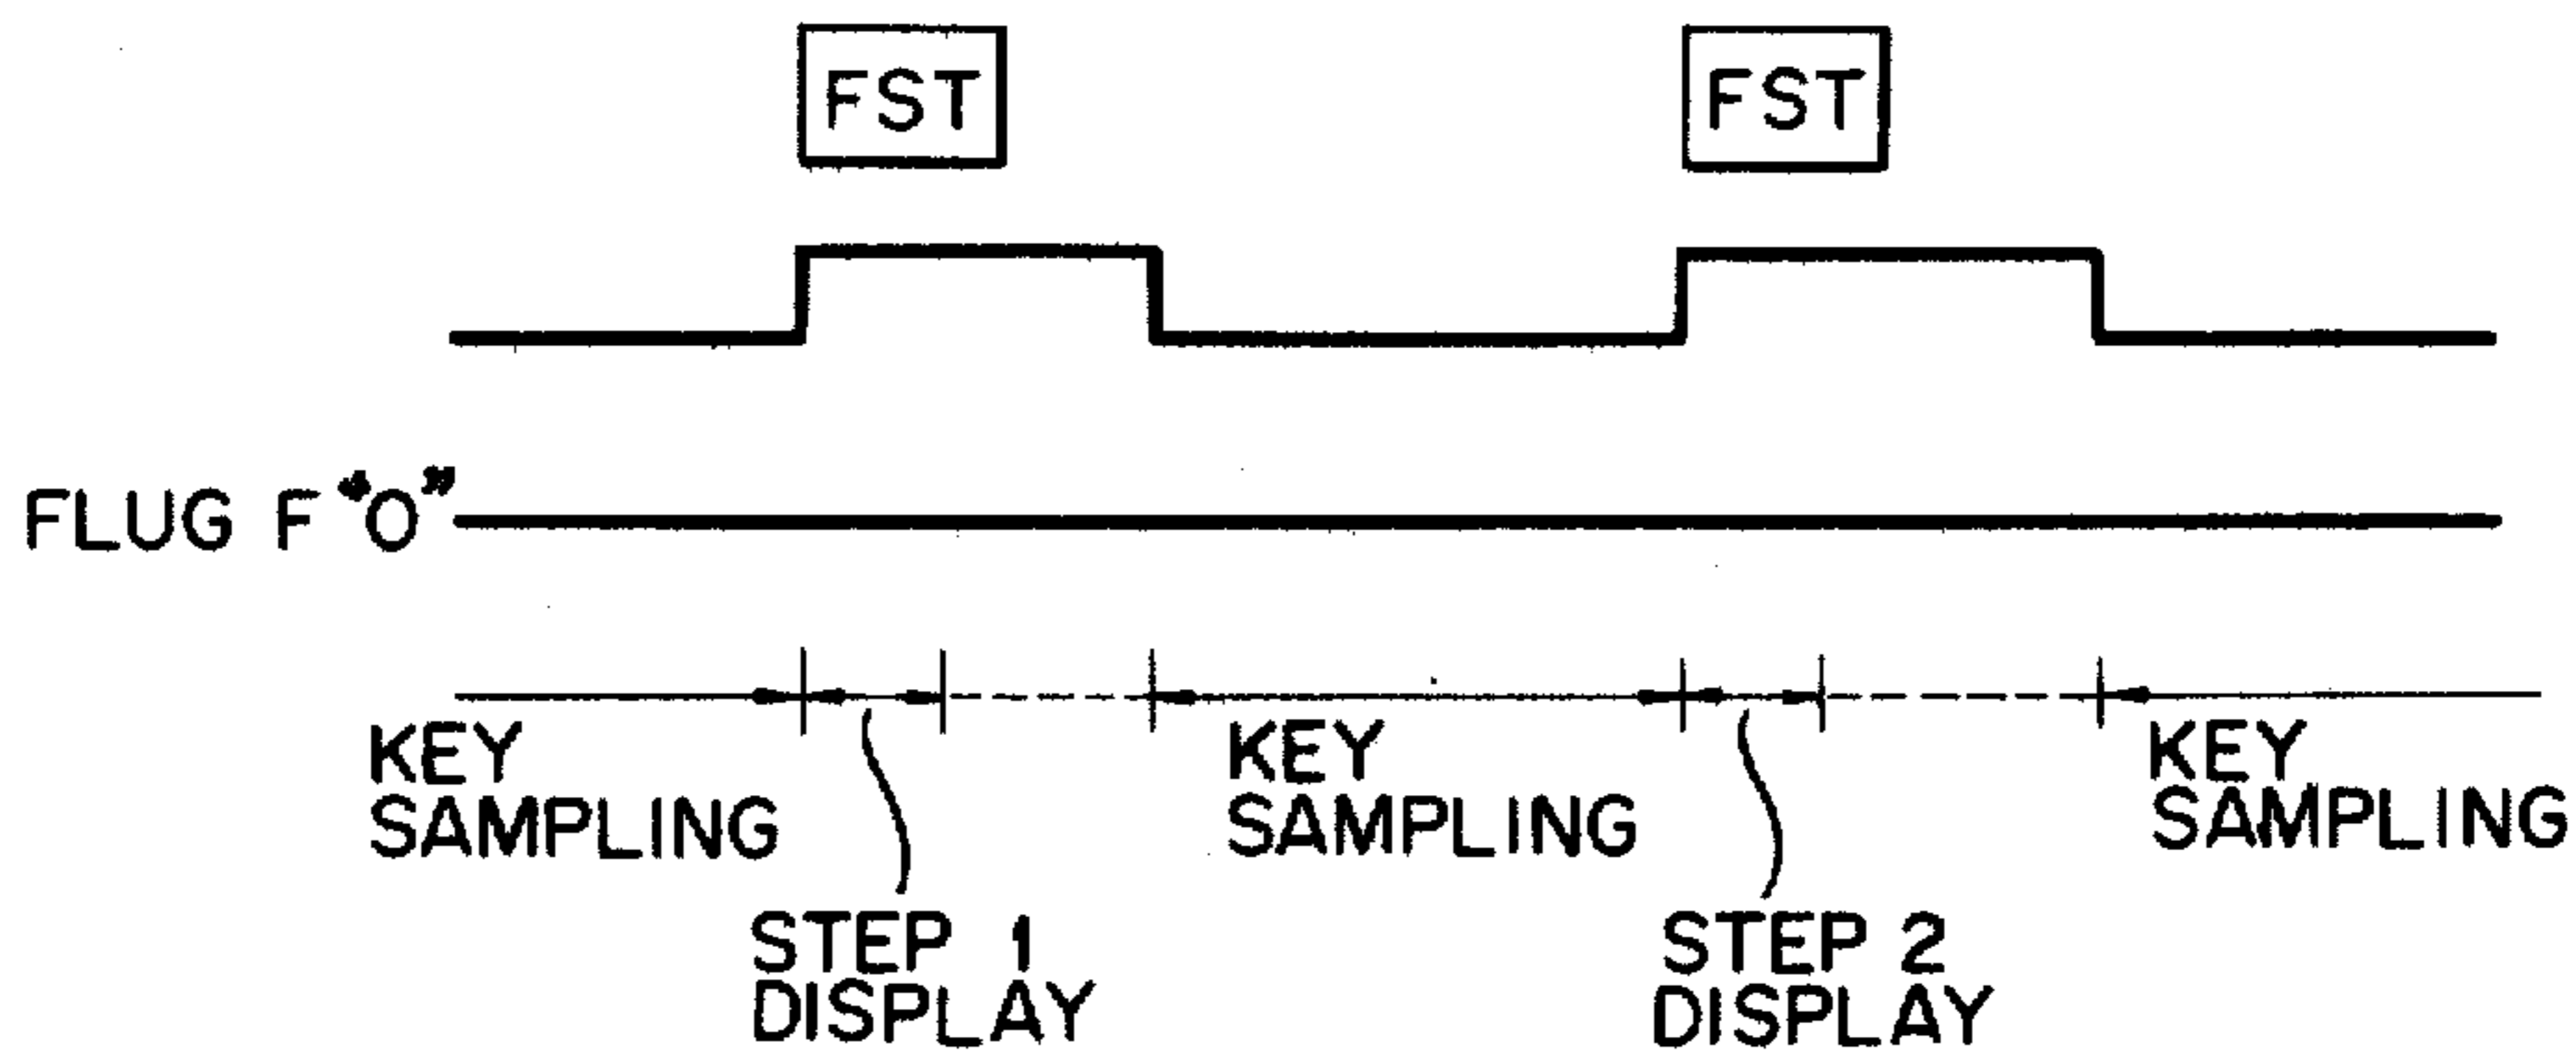 FST
FST
FLUG F "O"
KEY
SAMPLING
KEY
SAMPLING
KEY
SAMPLING
STEP 1
DISPLAY
STEP 2
DISPLAY